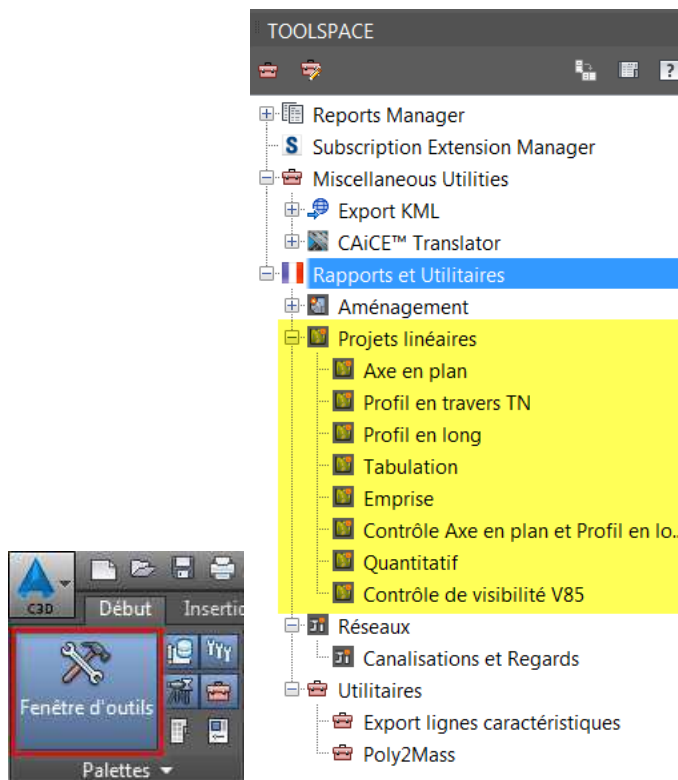 TOOLSPACE
?
Reports Manager
S Subscription Extension Manager
Miscellaneous Utilities
Export KML
CAiCE™ Translator
Rapports et Utilitaires
Aménagement
Projets linéaires
Axe en plan
Profil en travers TN
Profil en long
Tabulation
Emprise
Contrôle Axe en plan et Profil en lo..
Quantitatif
Contrôle de visibilité V85
Réseaux
Canalisations et Regards
Utilitaires
Export lignes caractéristiques
Poly2Mass
C3D
Début
Insertic
Fenêtre d'outils
Palettes